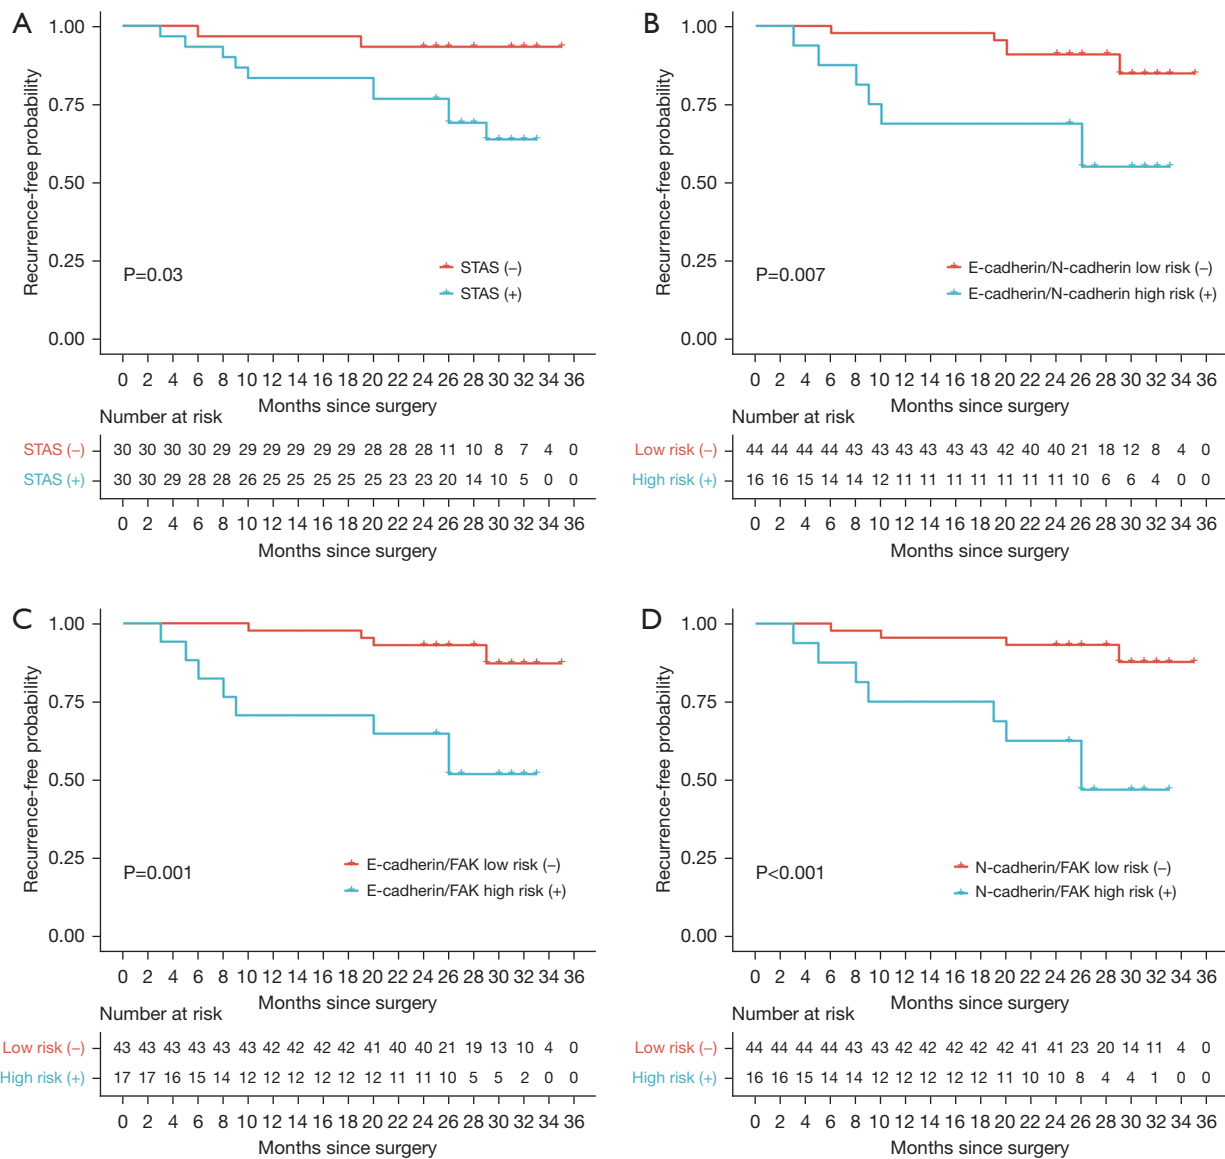 A
Recurrence-free probability
1.00
0.75
0.50
0.25
0.00
P=0.03
STAS (–)
STAS (+)
0 2 4 6 8 10 12 14 16 18 20 22 24 26 28 30 32 34 36
Months since surgery
Number at risk
STAS (–) 30 30 30 30 29 29 29 29 29 29 28 28 28 11 10 8 7 4 0
STAS (+) 30 30 29 28 28 26 25 25 25 25 25 23 23 20 14 10 5 0 0
0 2 4 6 8 10 12 14 16 18 20 22 24 26 28 30 32 34 36
Months since surgery
B
Recurrence-free probability
1.00
0.75
0.50
0.25
0.00
P=0.007
E-cadherin/N-cadherin low risk (–)
E-cadherin/N-cadherin high risk (+)
0 2 4 6 8 10 12 14 16 18 20 22 24 26 28 30 32 34 36
Months since surgery
Number at risk
Low risk (–) 44 44 44 44 43 43 43 43 43 43 42 40 40 21 18 12 8 4 0
High risk (+) 16 16 15 14 14 12 11 11 11 11 11 11 11 10 6 6 4 0 0
0 2 4 6 8 10 12 14 16 18 20 22 24 26 28 30 32 34 36
Months since surgery
C
Recurrence-free probability
1.00
0.75
0.50
0.25
0.00
P=0.001
E-cadherin/FAK low risk (–)
E-cadherin/FAK high risk (+)
0 2 4 6 8 10 12 14 16 18 20 22 24 26 28 30 32 34 36
Months since surgery
Number at risk
Low risk (–) 43 43 43 43 43 43 42 42 42 42 41 40 40 21 19 13 10 4 0
High risk (+) 17 17 16 15 14 12 12 12 12 12 12 11 11 10 5 5 2 0 0
0 2 4 6 8 10 12 14 16 18 20 22 24 26 28 30 32 34 36
Months since surgery
D
Recurrence-free probability
1.00
0.75
0.50
0.25
0.00
P<0.001
N-cadherin/FAK low risk (–)
N-cadherin/FAK high risk (+)
0 2 4 6 8 10 12 14 16 18 20 22 24 26 28 30 32 34 36
Months since surgery
Number at risk
Low risk (–) 44 44 44 44 43 43 42 42 42 42 42 41 41 23 20 14 11 4 0
High risk (+) 16 16 15 14 14 12 12 12 12 12 11 10 10 8 4 4 1 0 0
0 2 4 6 8 10 12 14 16 18 20 22 24 26 28 30 32 34 36
Months since surgery